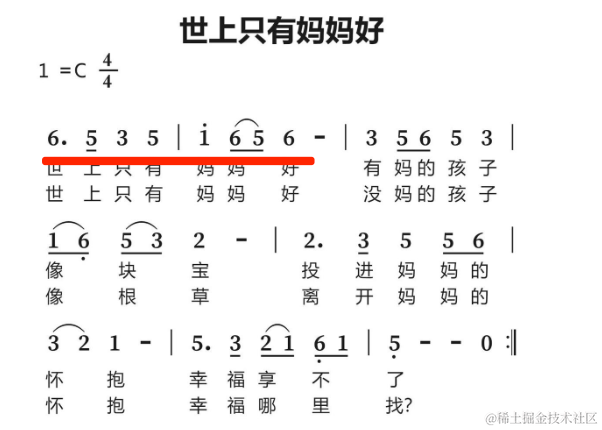 世上只有妈妈好
1 =C 4/4
6. 5 3 5 | 1̇ 6 5 6 - | 3 5 6 5 3 |
世 上 只 有 妈 妈 好 有 妈 的 孩 子
世 上 只 有 妈 妈 好 没 妈 的 孩 子
1 6̣ 5 3 2 - | 2. 3 5 5 6 |
像 块 宝 投 进 妈 妈 的
像 根 草 离 开 妈 妈 的
3 2 1 - | 5. 3 2 1 6̣ 1 | 5̣ - - 0 :||
怀 抱 幸 福 享 不 了
怀 抱 幸 福 哪 里 找?
@稀土掘金技术社区